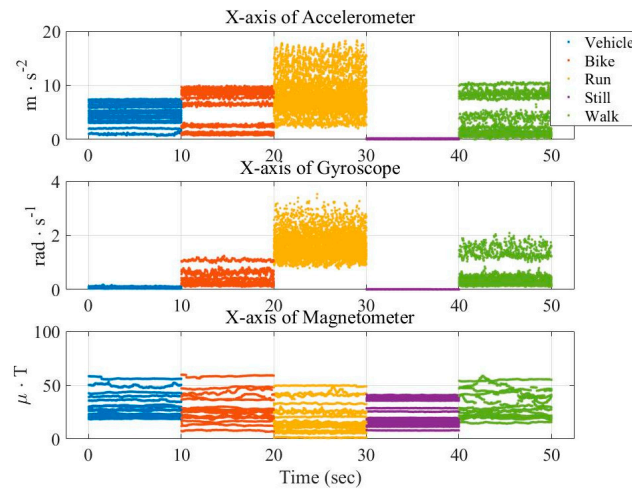 X-axis of Accelerometer
20
10
0
m · s-2
0 10 20 30 40 50
Vehicle
Bike
Run
Still
Walk
X-axis of Gyroscope
4
2
0
rad · s-1
0 10 20 30 40 50
X-axis of Magnetometer
100
50
0
μ · T
0 10 20 30 40 50
Time (sec)